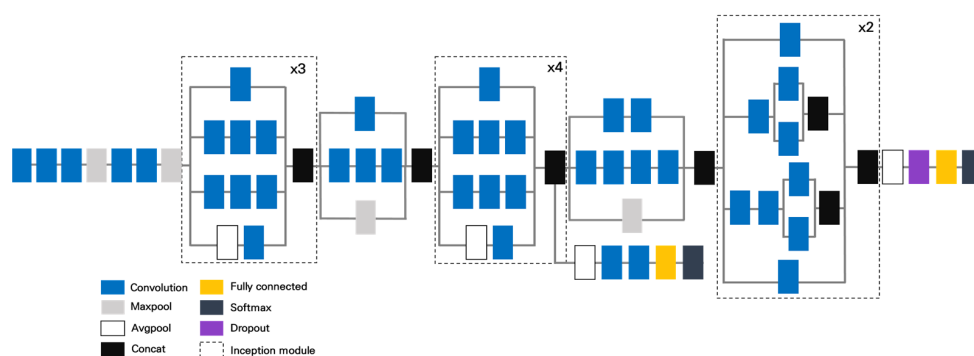 x3
x4
x2
Convolution
Maxpool
Avgpool
Concat
Fully connected
Softmax
Dropout
Inception module